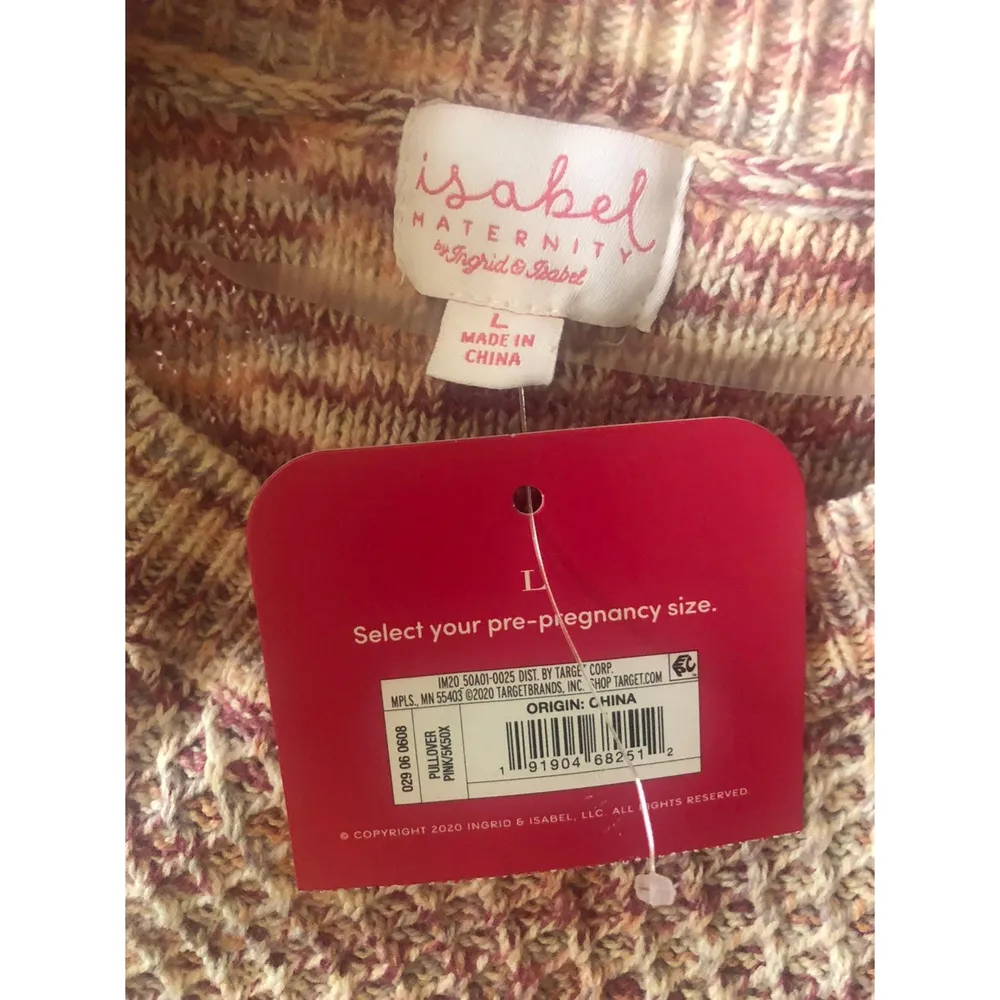 isabel
MATERNITY
by Ingrid & Isabel
L
MADE IN
CHINA
L
Select your pre-pregnancy size.
IM20 50A01-0025 DIST. BY TARGET CORP.
MPLS., MN 55403 ©2020 TARGETBRANDS, INC. SHOP TARGET.COM
ORIGIN: CHINA
029 06 0608
PULLOVER
PINK/5K50X
1 91904 68251 2
© COPYRIGHT 2020 INGRID & ISABEL, LLC. ALL RIGHTS RESERVED